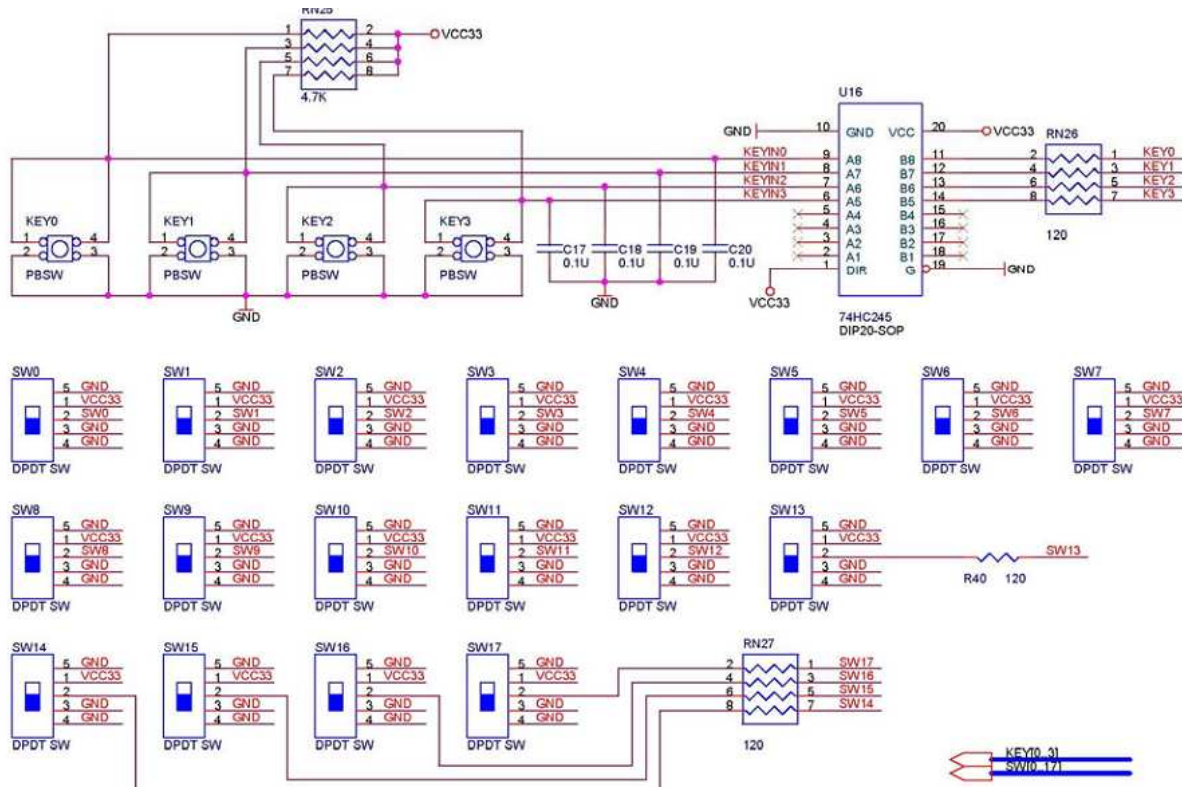 RN25
1 2 VCC33
3 4
5 6
7 8
4.7K
U16
GND 10 GND VCC 20 VCC33
RN26
KEYIN0 9 A8 B8 11 2 1 KEY0
KEYIN1 8 A7 B7 12 4 3 KEY1
KEYIN2 7 A6 B6 13 6 5 KEY2
KEYIN3 6 A5 B5 14 8 7 KEY3
5 A4 B4 15
4 A3 B3 16
3 A2 B2 17
2 A1 B1 18
1 DIR G 19 GND
120
VCC33
74HC245
DIP20-SOP
KEY0 KEY1 KEY2 KEY3
1 4 1 4 1 4 1 4
2 3 2 3 2 3 2 3
PBSW PBSW PBSW PBSW
C17 C18 C19 C20
0.1U 0.1U 0.1U 0.1U
GND GND
SW0 SW1 SW2 SW3 SW4 SW5 SW6 SW7
5 GND 5 GND 5 GND 5 GND 5 GND 5 GND 5 GND 5 GND
1 VCC33 1 VCC33 1 VCC33 1 VCC33 1 VCC33 1 VCC33 1 VCC33 1 VCC33
2 SW0 2 SW1 2 SW2 2 SW3 2 SW4 2 SW5 2 SW6 2 SW7
3 GND 3 GND 3 GND 3 GND 3 GND 3 GND 3 GND 3 GND
4 GND 4 GND 4 GND 4 GND 4 GND 4 GND 4 GND 4 GND
DPDT SW DPDT SW DPDT SW DPDT SW DPDT SW DPDT SW DPDT SW DPDT SW
SW8 SW9 SW10 SW11 SW12 SW13
5 GND 5 GND 5 GND 5 GND 5 GND 5 GND
1 VCC33 1 VCC33 1 VCC33 1 VCC33 1 VCC33 1 VCC33
2 SW8 2 SW9 2 SW10 2 SW11 2 SW12 2 SW13
3 GND 3 GND 3 GND 3 GND 3 GND 3 GND
4 GND 4 GND 4 GND 4 GND 4 GND 4 GND
R40 120
DPDT SW DPDT SW DPDT SW DPDT SW DPDT SW DPDT SW
SW14 SW15 SW16 SW17 RN27
5 GND 5 GND 5 GND 5 GND 2 1 SW17
1 VCC33 1 VCC33 1 VCC33 1 VCC33 4 3 SW16
2 2 2 2 6 5 SW15
3 GND 3 GND 3 GND 3 GND 8 7 SW14
4 GND 4 GND 4 GND 4 GND
DPDT SW DPDT SW DPDT SW DPDT SW 120
KEY[0..3]
SW[0..17]